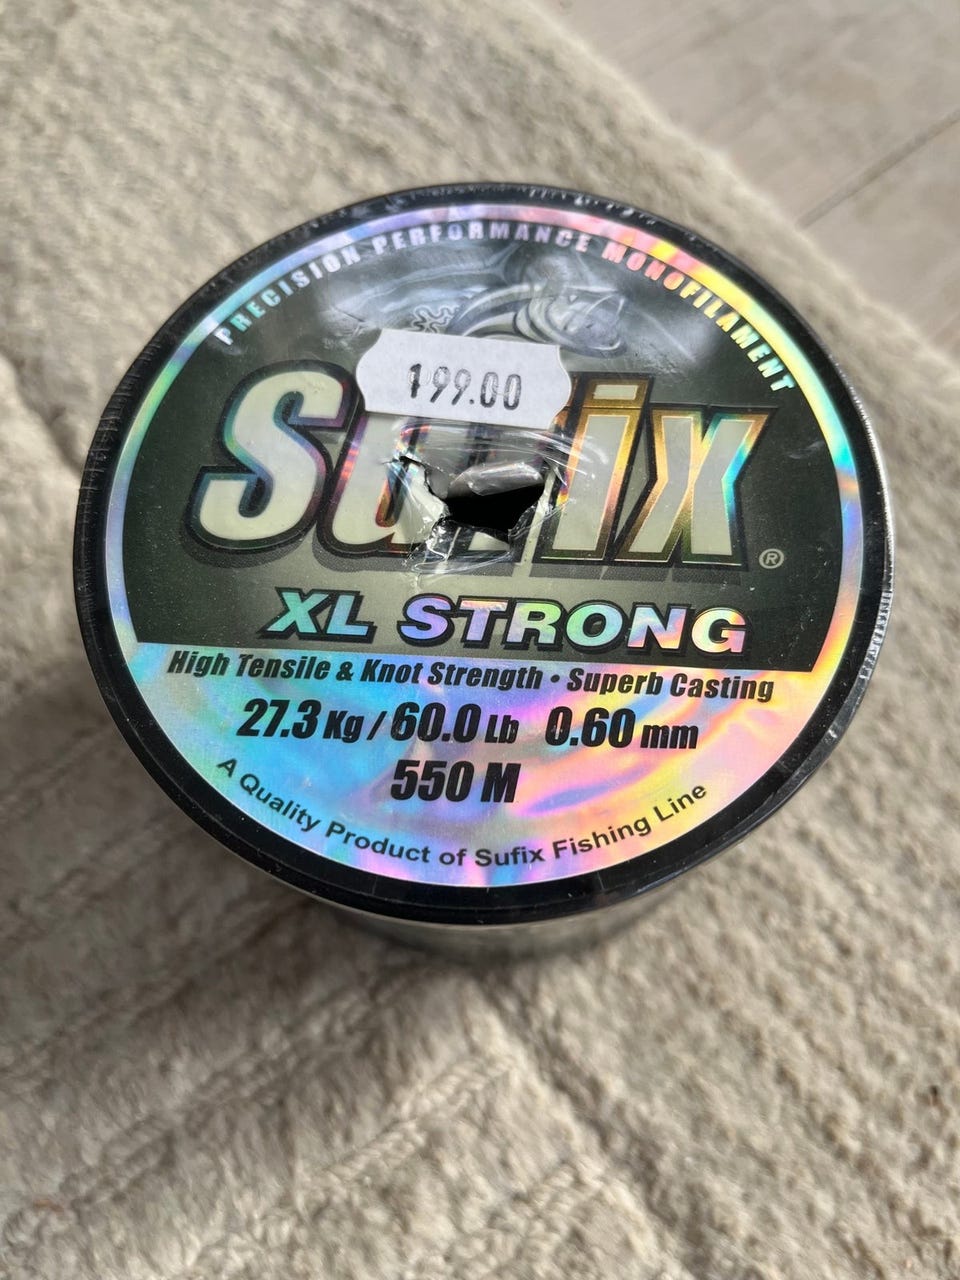 PRECISION PERFORMANCE MONOFILAMENT
199.00
Sufix®
XL STRONG
High Tensile & Knot Strength • Superb Casting
27.3 Kg / 60.0 Lb 0.60 mm
550 M
A Quality Product of Sufix Fishing Line